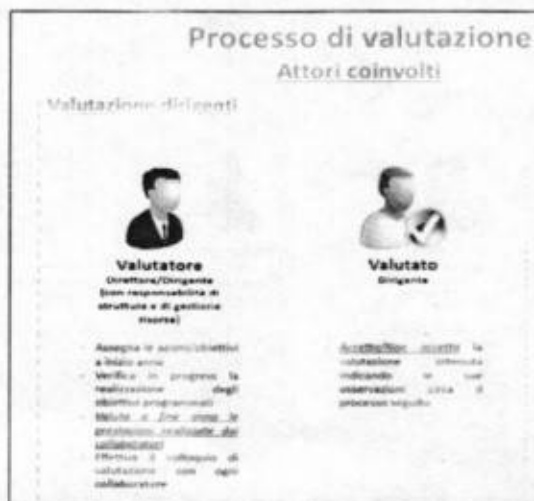 Processo di valutazione
Attori coinvolti
Valutazione dirigenti
Valutatore
Direttore/Dirigente
(con responsabilità di
struttura e di gestione
risorse)
Valutato
Dirigente
- Assegna le azioni/obiettivi
a inizio anno
- Verifica in progress la
realizzazione degli
obiettivi programmati
- Valuta a fine anno le
prestazioni realizzate dai
collaboratori
- Effettua il colloquio di
valutazione con ogni
collaboratore
Accetta/Non accetta la
valutazione ottenuta
indicando le sue
osservazioni circa il
processo seguito